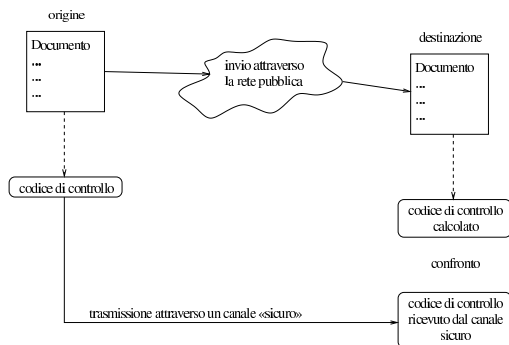 origine
Documento
...
...
...
invio attraverso
la rete pubblica
destinazione
Documento
...
...
...
codice di controllo
codice di controllo
calcolato
confronto
trasmissione attraverso un canale «sicuro»
codice di controllo
ricevuto dal canale
sicuro